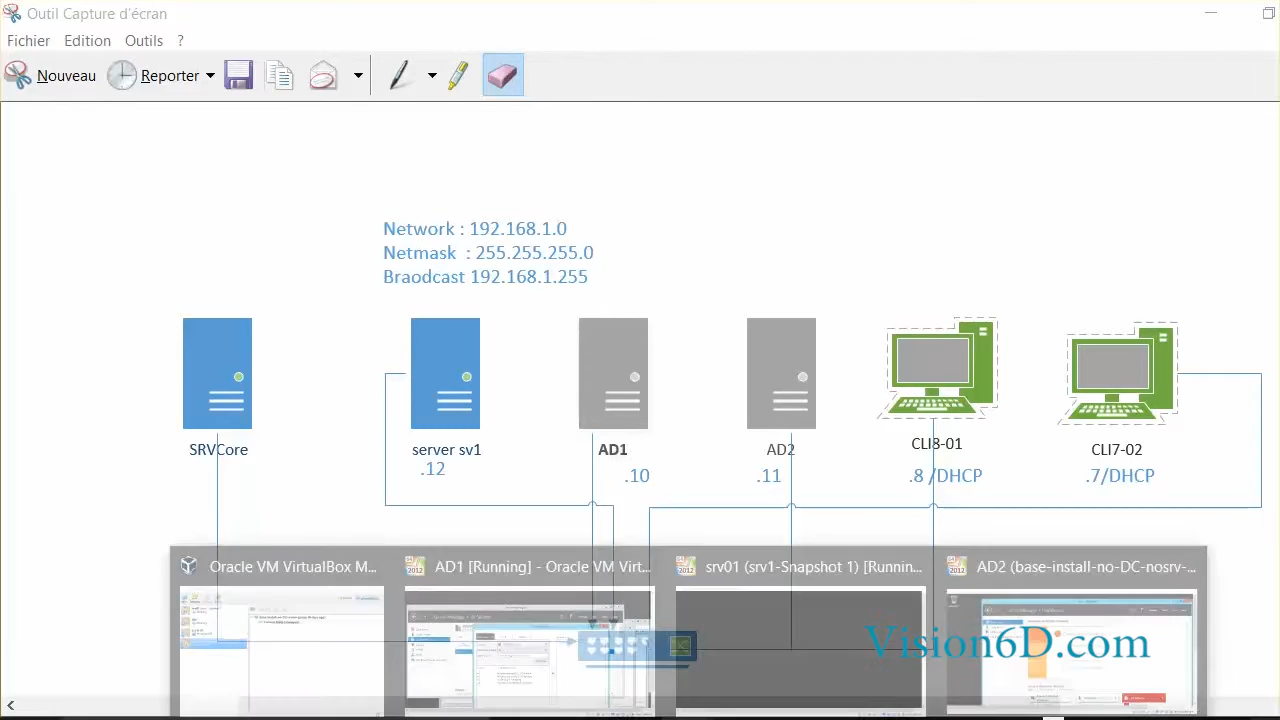 Outil Capture d'écran
Fichier Edition Outils ?
Nouveau Reporter
Network : 192.168.1.0
Netmask : 255.255.255.0
Braodcast 192.168.1.255
SRVCore
server sv1
.12
AD1
.10
AD2
.11
CLI8-01
.8 /DHCP
CLI7-02
.7/DHCP
Oracle VM VirtualBox M...
AD1 [Running] - Oracle VM Virt...
srv01 (srv1-Snapshot 1) [Runnin...
AD2 (base-install-no-DC-nosrv-...
Vision6D.com